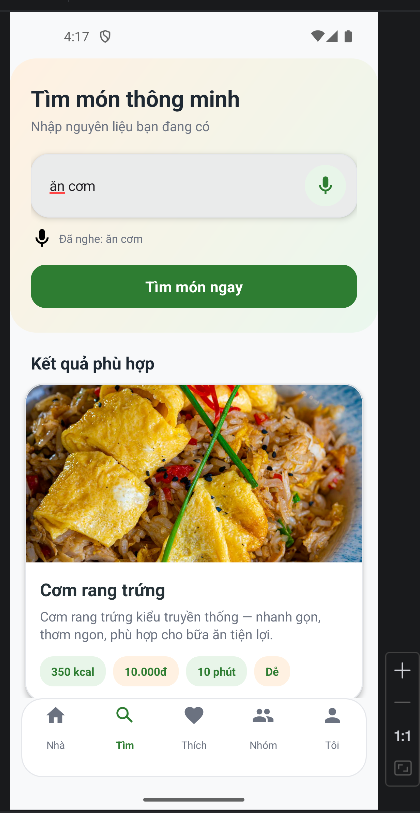 4:17
Tìm món thông minh
Nhập nguyên liệu bạn đang có
ăn cơm
Đã nghe: ăn cơm
Tìm món ngay
Kết quả phù hợp
Cơm rang trứng
Cơm rang trứng kiểu truyền thống — nhanh gọn,
thơm ngon, phù hợp cho bữa ăn tiện lợi.
350 kcal 10.000đ 10 phút Dễ
Nhà Tìm Thích Nhóm Tôi
1:1